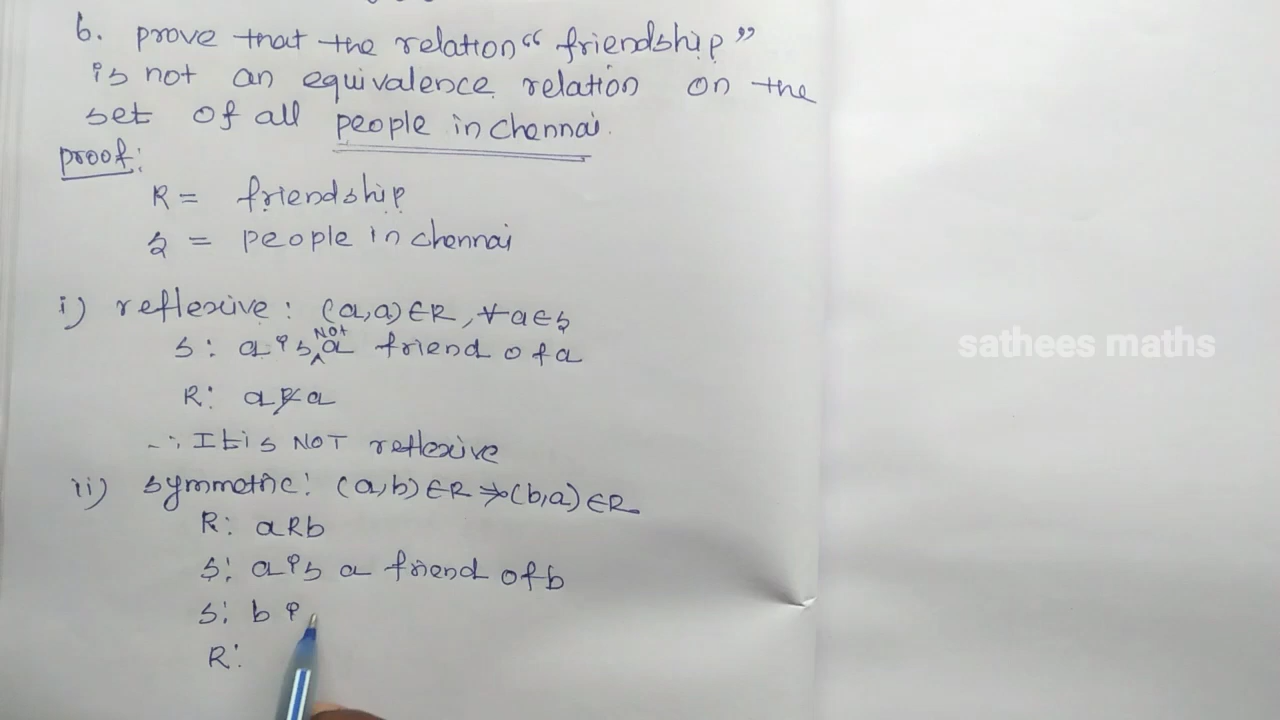 6. prove that the relation "friendship"
is not an equivalence relation on the
set of all people in chennai.
proof:
R = friendship
S = people in chennai
i) reflexive: (a,a)∈R, ∀a∈S
S: a is NOT a friend of a
R: a R̸ a
∴ It is NOT reflexive
sathees maths
ii) symmetric: (a,b)∈R ⇒ (b,a)∈R
R: aRb
S: a is a friend of b
S: b i
R: